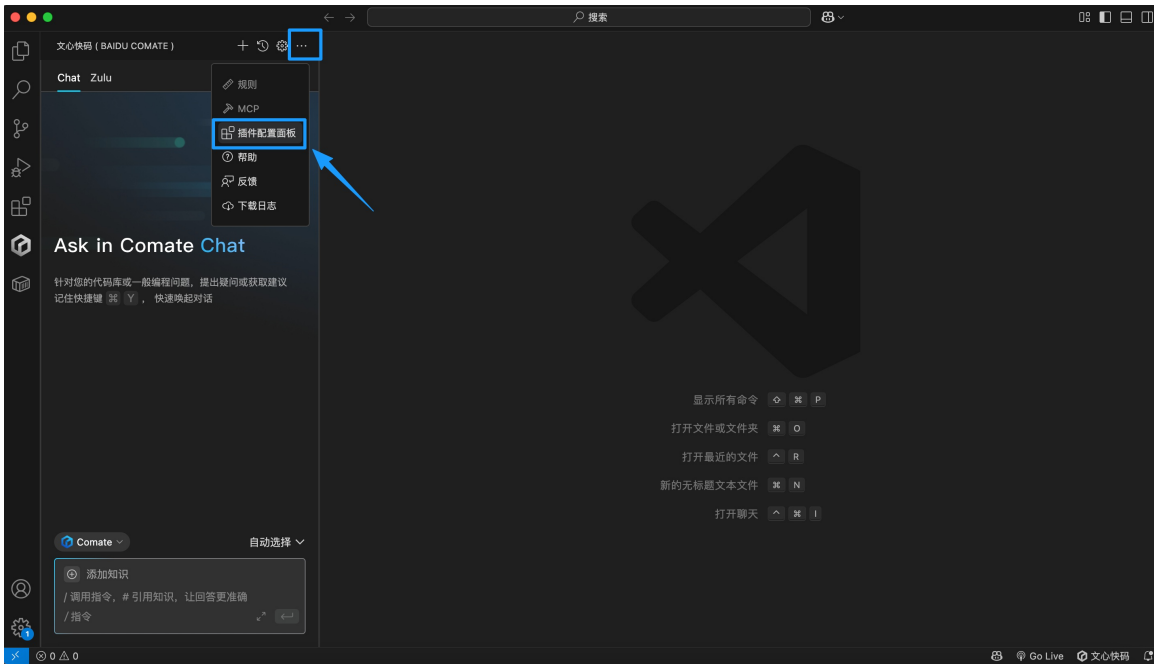 搜索
文心快码 ( BAIDU COMATE )
Chat Zulu
规则
MCP
插件配置面板
帮助
反馈
下载日志
Ask in Comate Chat
针对您的代码库或一般编程问题，提出疑问或获取建议
记住快捷键 ⌘ Y ， 快速唤起对话
显示所有命令 ⇧ ⌘ P
打开文件或文件夹 ⌘ O
打开最近的文件 ^ R
新的无标题文本文件 ⌘ N
打开聊天 ^ ⌘ I
Comate 自动选择
添加知识
/ 调用指令，# 引用知识，让回答更准确
/ 指令
1
0 0 Go Live 文心快码